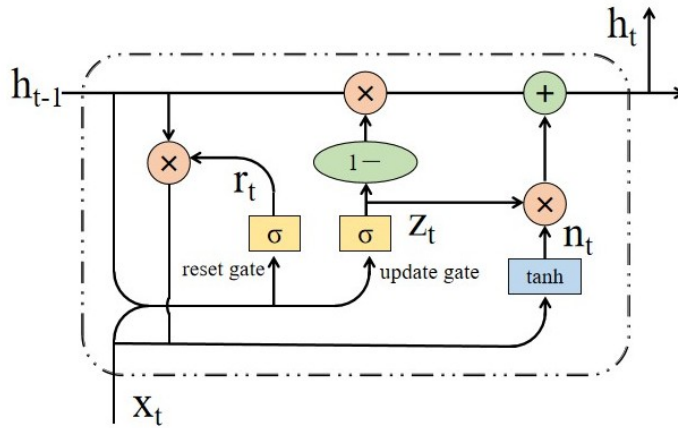 h_t
h_{t-1}
×
+
1−
×
r_t
×
σ
σ
z_t
n_t
reset gate
update gate
tanh
x_t